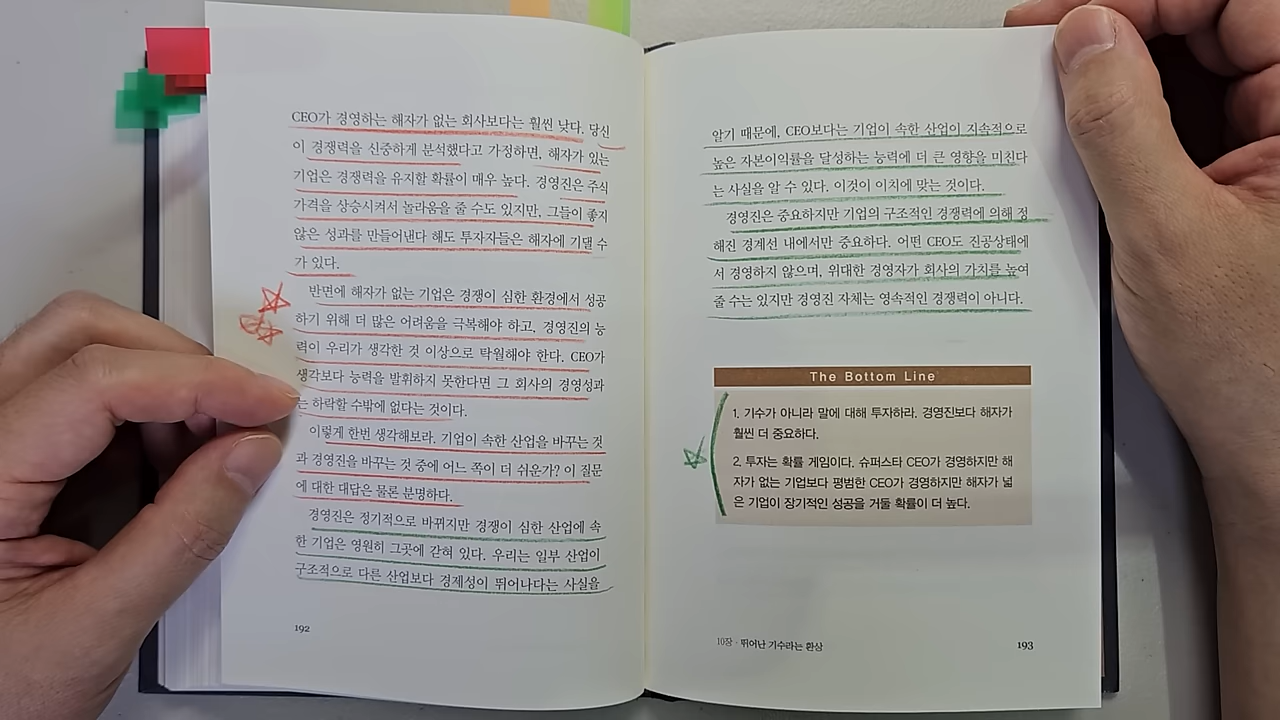 CEO가 경영하는 해자가 없는 회사보다는 훨씬 낮다. 당신
이 경쟁력을 신중하게 분석했다고 가정하면, 해자가 있는
기업은 경쟁력을 유지할 확률이 매우 높다. 경영진은 주식
가격을 상승시켜서 놀라움을 줄 수도 있지만, 그들이 좋지
않은 성과를 만들어낸다 해도 투자자들은 해자에 기댈 수
가 있다.
반면에 해자가 없는 기업은 경쟁이 심한 환경에서 성공
하기 위해 더 많은 어려움을 극복해야 하고, 경영진의 능
력이 우리가 생각한 것 이상으로 탁월해야 한다. CEO가
생각보다 능력을 발휘하지 못한다면 그 회사의 경영성과
는 하락할 수밖에 없다는 것이다.
이렇게 한번 생각해보라. 기업이 속한 산업을 바꾸는 것
과 경영진을 바꾸는 것 중에 어느 쪽이 더 쉬운가? 이 질문
에 대한 대답은 물론 분명하다.
경영진은 정기적으로 바뀌지만 경쟁이 심한 산업에 속
한 기업은 영원히 그곳에 갇혀 있다. 우리는 일부 산업이
구조적으로 다른 산업보다 경제성이 뛰어나다는 사실을
192
알기 때문에, CEO보다는 기업이 속한 산업이 지속적으로
높은 자본이익률을 달성하는 능력에 더 큰 영향을 미친다
는 사실을 알 수 있다. 이것이 이치에 맞는 것이다.
경영진은 중요하지만 기업의 구조적인 경쟁력에 의해 정
해진 경계선 내에서만 중요하다. 어떤 CEO도 진공상태에
서 경영하지 않으며, 위대한 경영자가 회사의 가치를 높여
줄 수는 있지만 경영진 자체는 영속적인 경쟁력이 아니다.
The Bottom Line
1. 기수가 아니라 말에 대해 투자하라. 경영진보다 해자가
훨씬 더 중요하다.
2. 투자는 확률 게임이다. 슈퍼스타 CEO가 경영하지만 해
자가 없는 기업보다 평범한 CEO가 경영하지만 해자가 넓
은 기업이 장기적인 성공을 거둘 확률이 더 높다.
10장 · 뛰어난 기수라는 환상
193